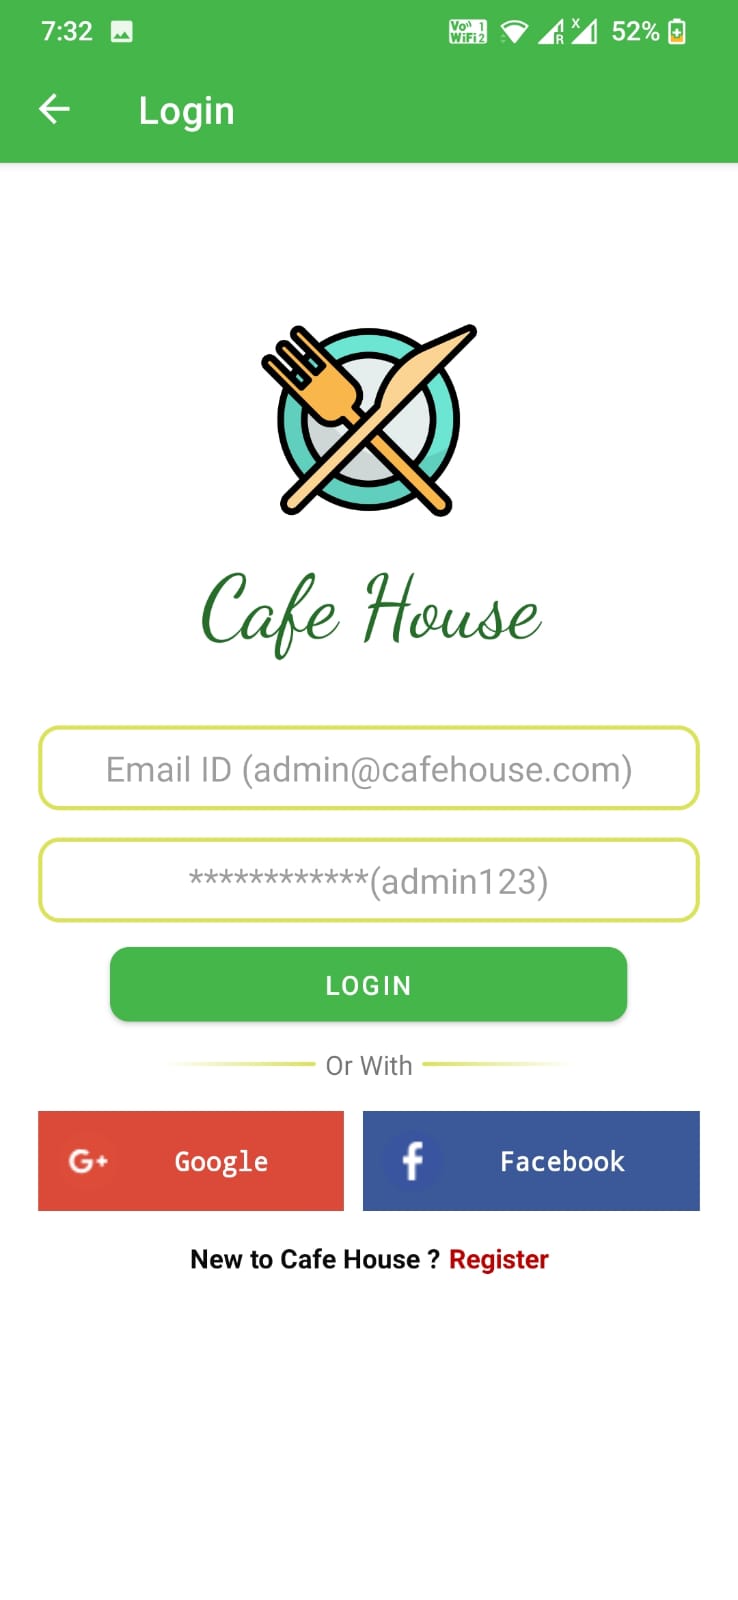 7:32
Vo 1
WiFi 2
R
X
52%
Login
Cafe House
Email ID (admin@cafehouse.com)
************(admin123)
LOGIN
Or With
G+ Google
f Facebook
New to Cafe House ? Register